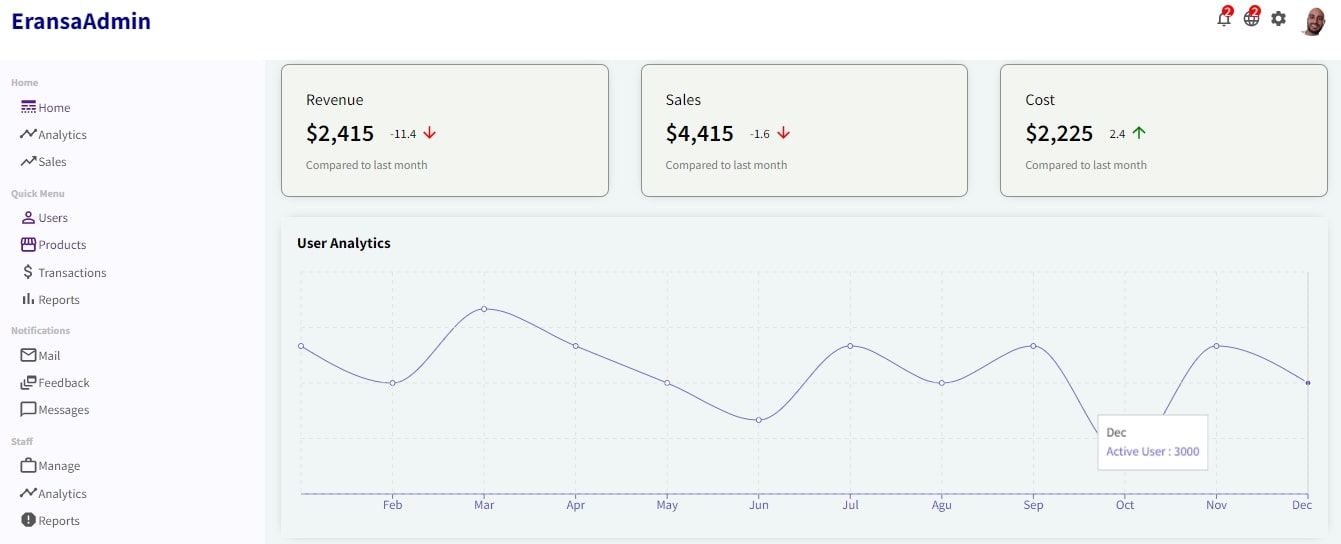 EransaAdmin
2
2
Home
Home
Analytics
Sales
Quick Menu
Users
Products
Transactions
Reports
Notifications
Mail
Feedback
Messages
Staff
Manage
Analytics
Reports
Revenue
$2,415 -11.4
Compared to last month
Sales
$4,415 -1.6
Compared to last month
Cost
$2,225 2.4
Compared to last month
User Analytics
Dec
Active User : 3000
Feb Mar Apr May Jun Jul Agu Sep Oct Nov Dec